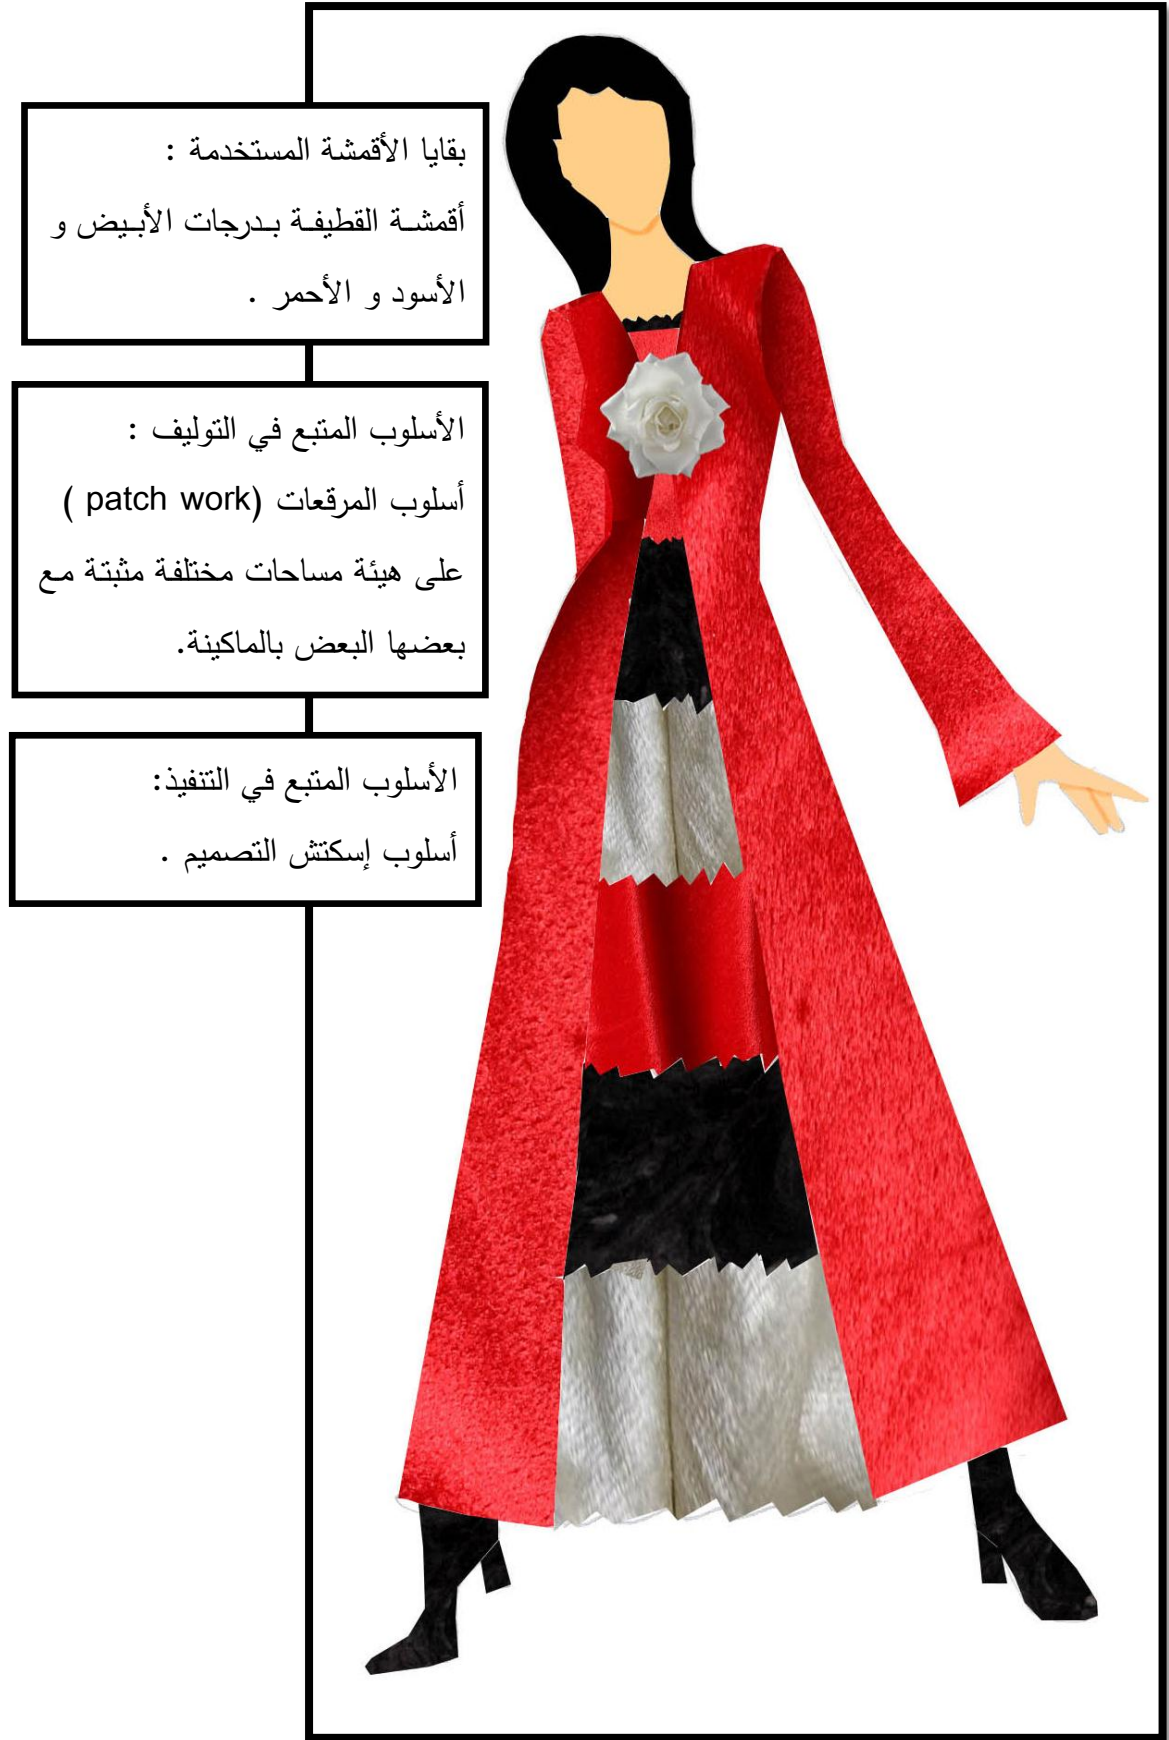 بقايا الأقمشة المستخدمة :
أقمشة القطيفة بدرجات الأبيض و
الأسود و الأحمر .
الأسلوب المتبع في التوليف :
أسلوب المرقعات (patch work )
على هيئة مساحات مختلفة مثبتة مع
بعضها البعض بالماكينة.
الأسلوب المتبع في التنفيذ:
أسلوب إسكتش التصميم .